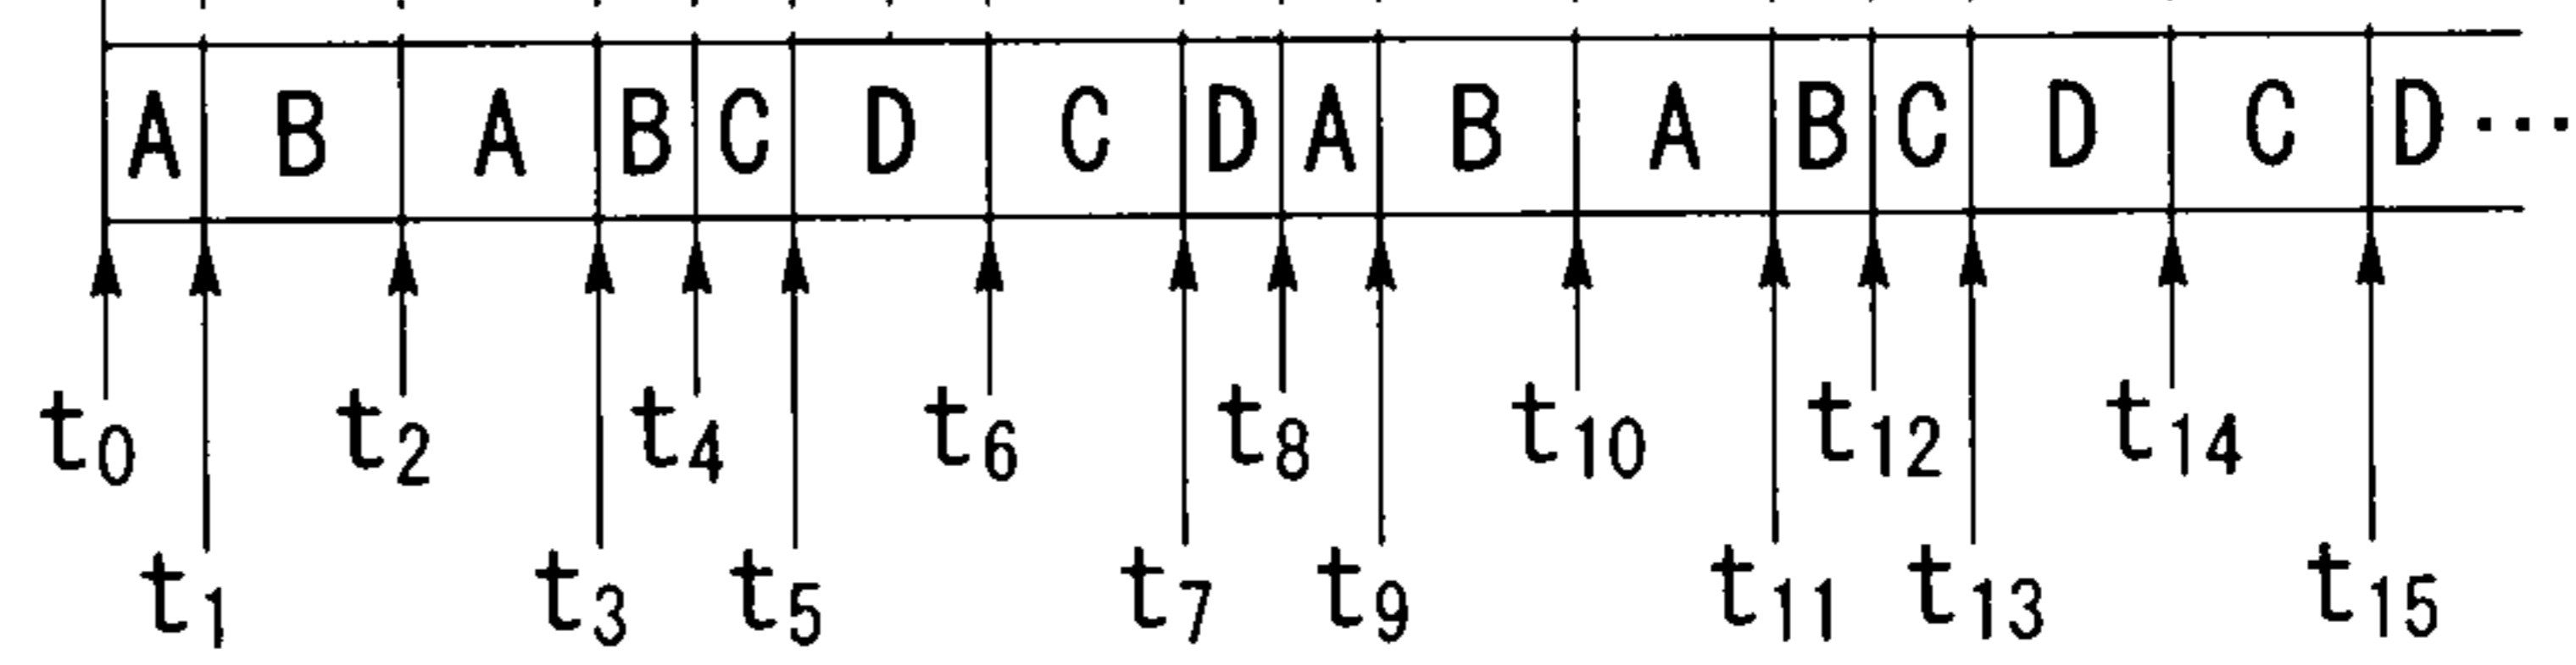 A B A B C D C D A B A B C D C D...
t0 t2 t4 t6 t8 t10 t12 t14
t1 t3 t5 t7 t9 t11 t13 t15